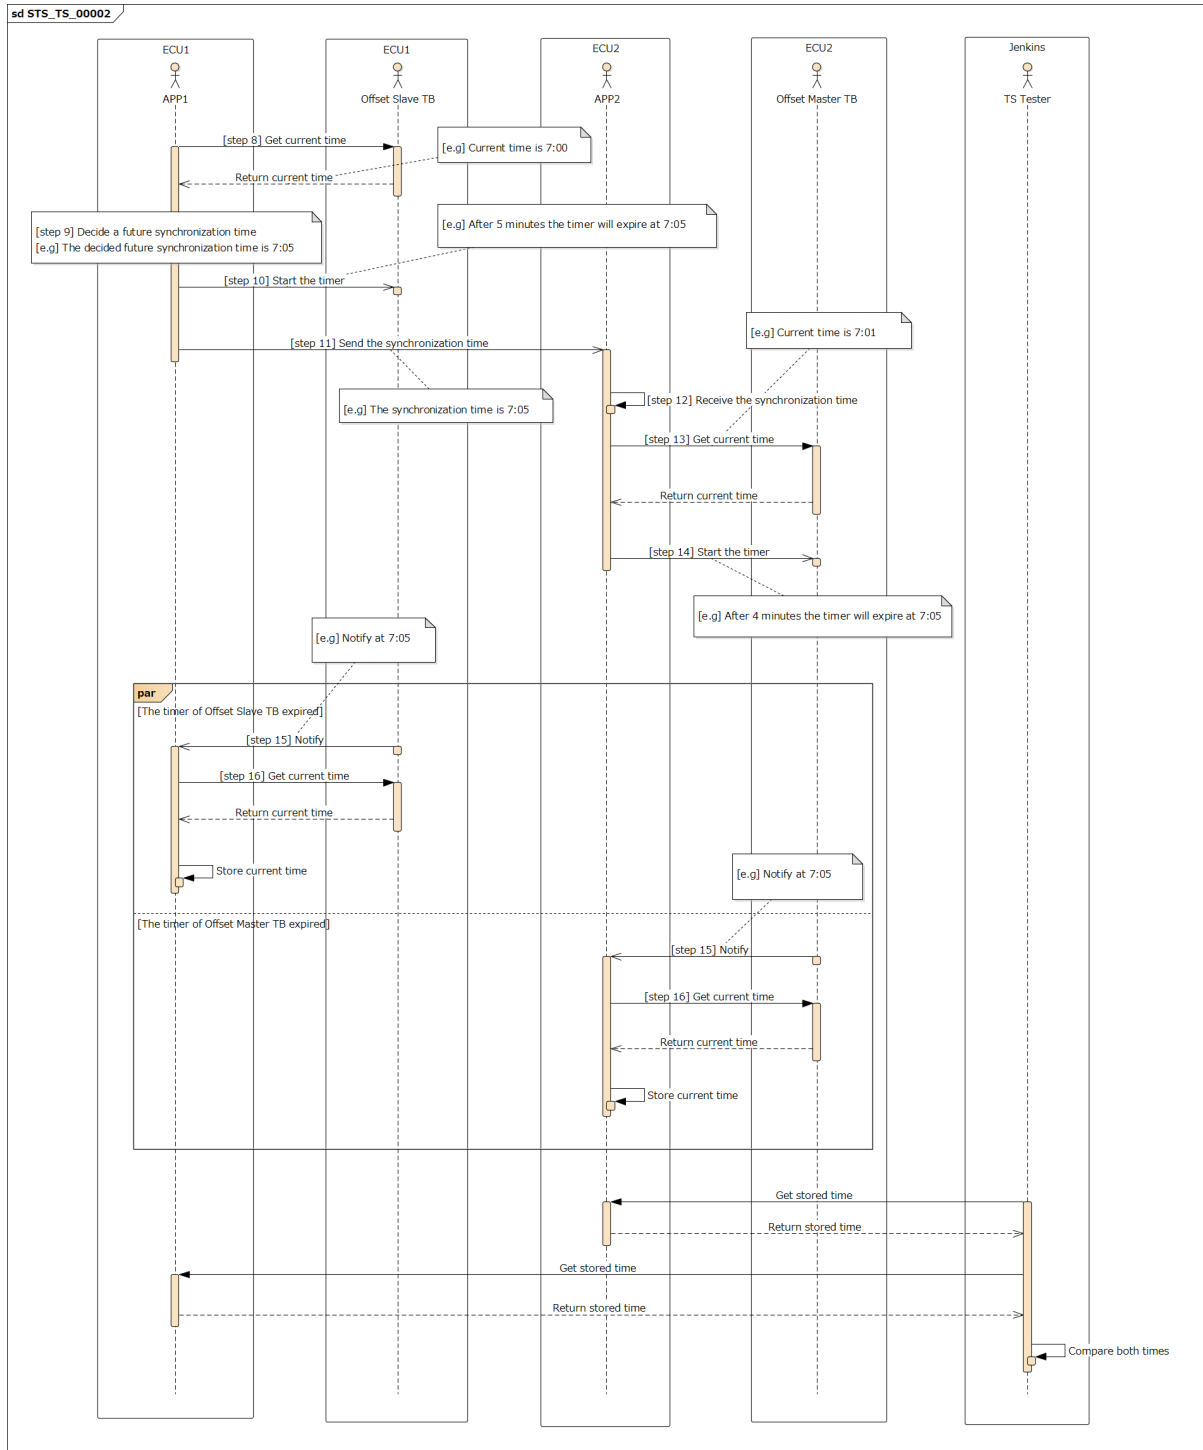 sd STS_TS_00002
ECU1
ECU1
ECU2
ECU2
Jenkins
APP1
Offset Slave TB
APP2
Offset Master TB
TS Tester
[step 8] Get current time
[e.g] Current time is 7:00
Return current time
[step 9] Decide a future synchronization time
[e.g] The decided future synchronization time is 7:05
[e.g] After 5 minutes the timer will expire at 7:05
[step 10] Start the timer
[e.g] Current time is 7:01
[step 11] Send the synchronization time
[e.g] The synchronization time is 7:05
[step 12] Receive the synchronization time
[step 13] Get current time
Return current time
[step 14] Start the timer
[e.g] After 4 minutes the timer will expire at 7:05
[e.g] Notify at 7:05
par
[The timer of Offset Slave TB expired]
[step 15] Notify
[step 16] Get current time
Return current time
Store current time
[e.g] Notify at 7:05
[The timer of Offset Master TB expired]
[step 15] Notify
[step 16] Get current time
Return current time
Store current time
Get stored time
Return stored time
Get stored time
Return stored time
Compare both times